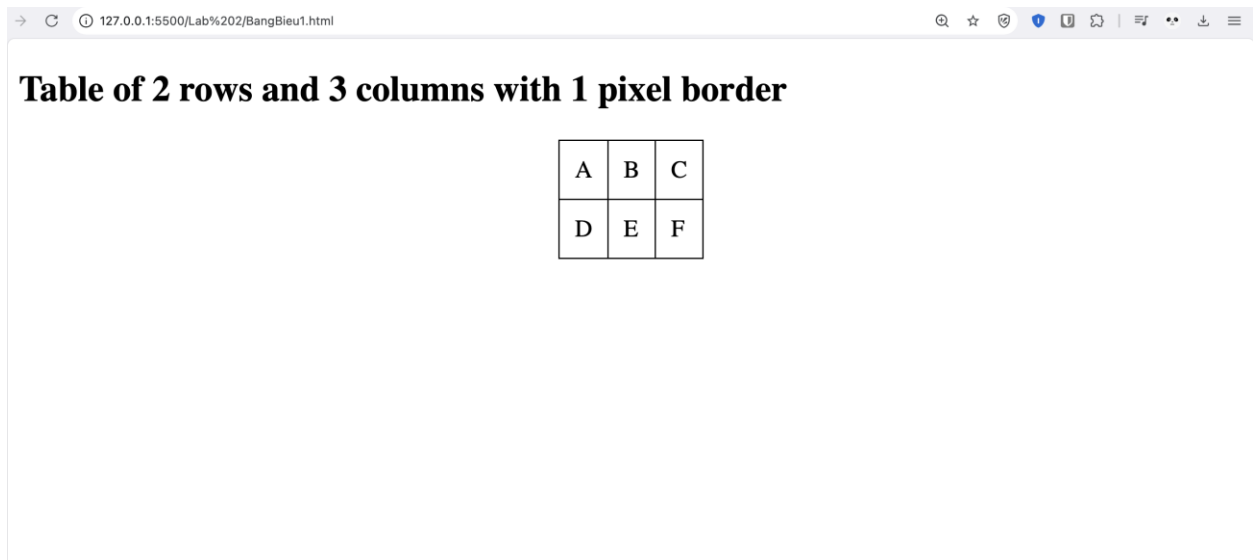 127.0.0.1:5500/Lab%202/BangBieu1.html
Table of 2 rows and 3 columns with 1 pixel border
A B C
D E F